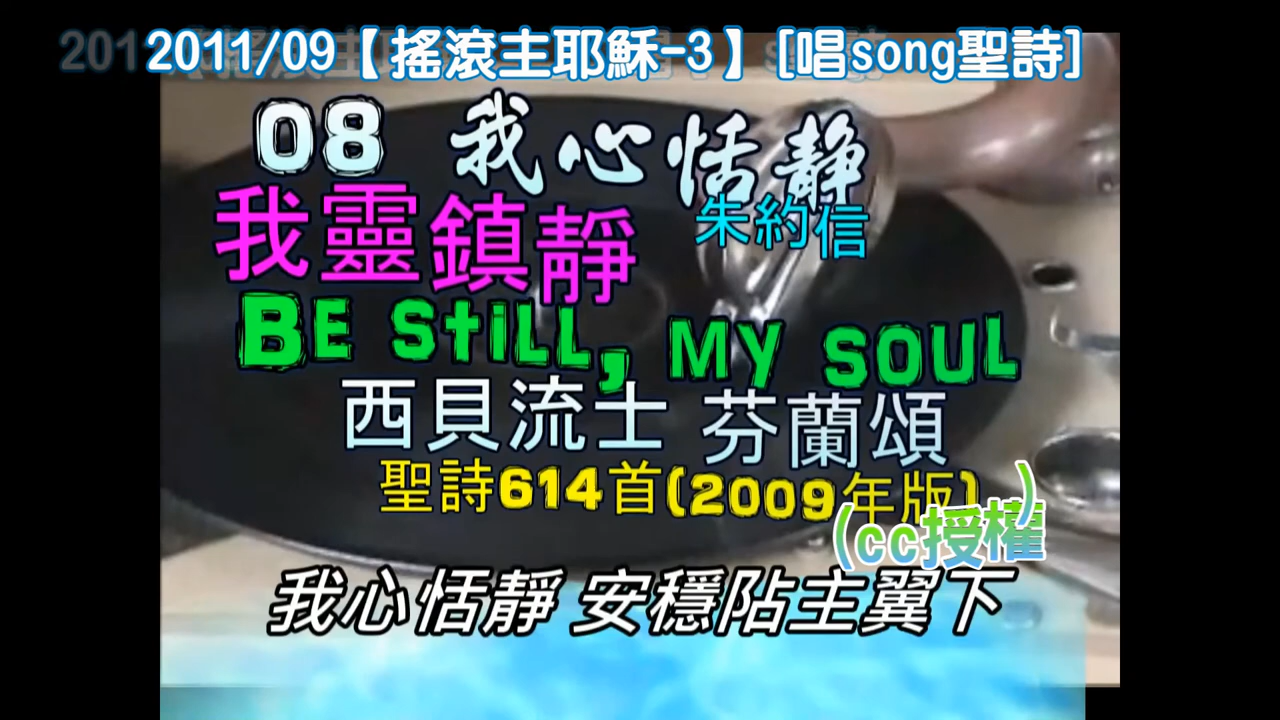 2011/09【搖滾主耶穌-3】[唱song聖詩]
08 我心恬静
我靈鎮靜 朱約信
BE StiLL, MY SOUL
西貝流士 芬蘭頌
聖詩614首(2009年版)
(cc授權)
我心恬靜 安穩阽主翼下